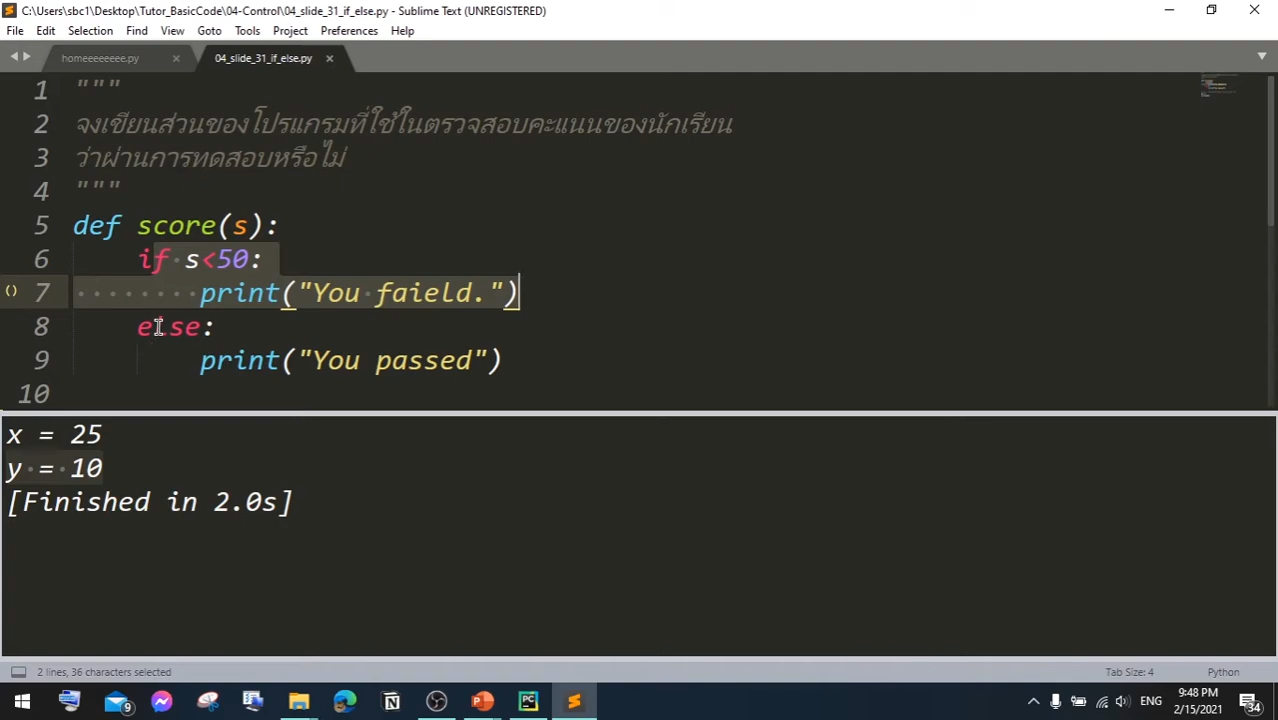 C:\Users\sbc1\Desktop\Tutor_BasicCode\04-Control\04_slide_31_if_else.py - Sublime Text (UNREGISTERED)
File Edit Selection Find View Goto Tools Project Preferences Help
homeeeeeeee.py 04_slide_31_if_else.py
1 """
2 จงเขียนส่วนของโปรแกรมที่ใช้ในตรวจสอบคะแนนของนักเรียน
3 ว่าผ่านการทดสอบหรือไม่
4 """
5 def score(s):
6 if s<50:
7 print("You faield.")
8 else:
9 print("You passed")
10
x = 25
y = 10
[Finished in 2.0s]
2 lines, 36 characters selected Tab Size: 4 Python
9 ENG 9:48 PM 34
2/15/2021